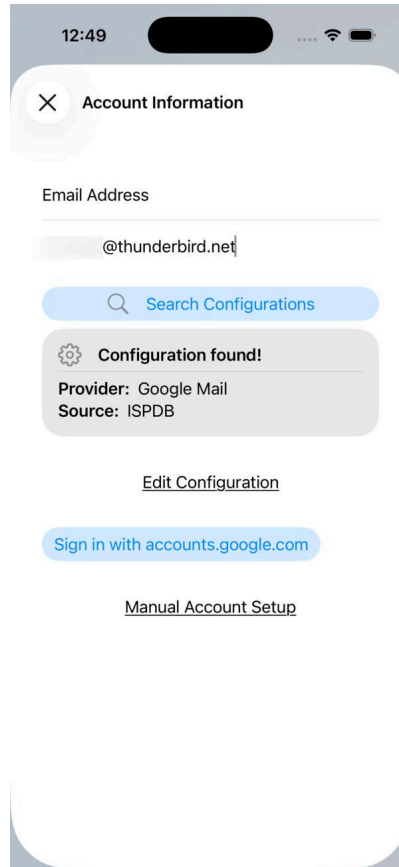 12:49
Account Information
Email Address
@thunderbird.net
Search Configurations
Configuration found!
Provider: Google Mail
Source: ISPDB
Edit Configuration
Sign in with accounts.google.com
Manual Account Setup